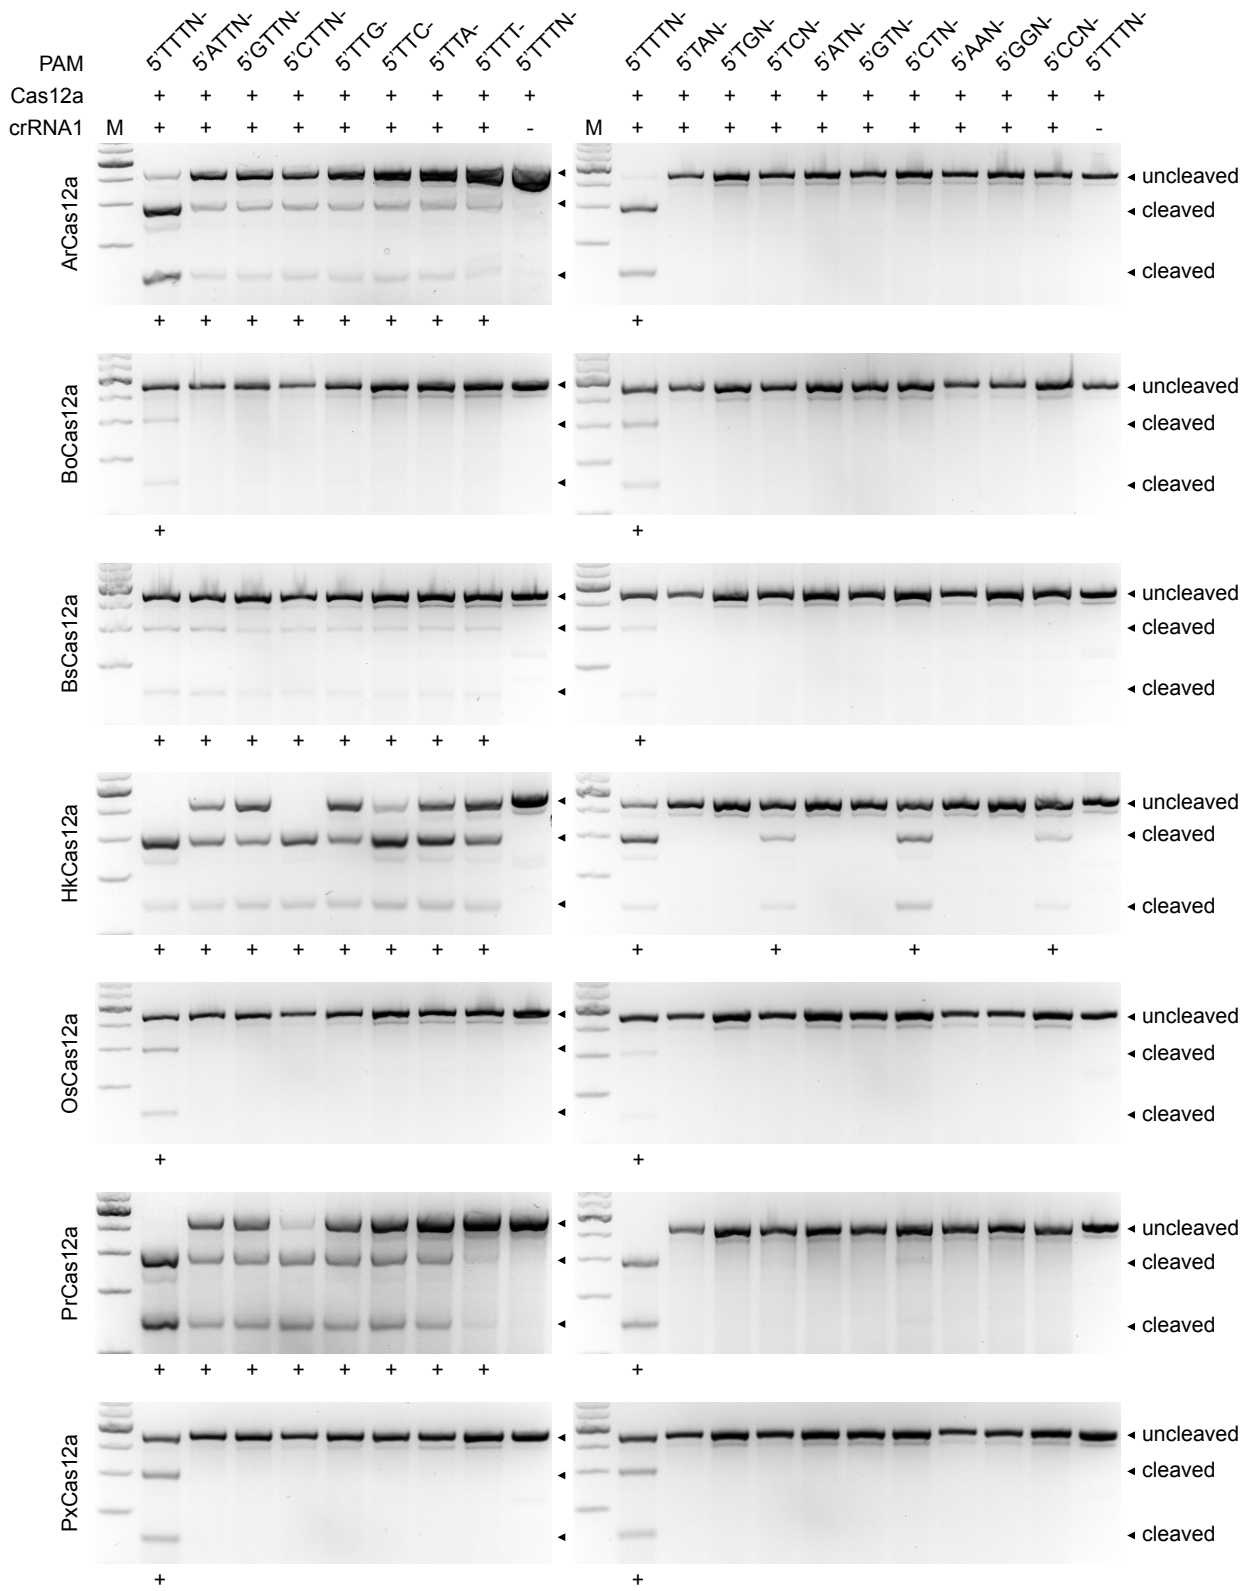 PAM 5'TTTN- 5'ATTN- 5'GTTN- 5'CTTN- 5'TTG- 5'TTC- 5'TTA- 5'TTT- 5'TTTN- 5'TTTN- 5'TAN- 5'TGN- 5'TCN- 5'ATN- 5'GTN- 5'CTN- 5'AAN- 5'GGN- 5'CCN- 5'TTTN-
Cas12a + + + + + + + + + + + + + + + + + + + +
crRNA1 M + + + + + + + + - M + + + + + + + + + + -
ArCas12a
uncleaved
cleaved
cleaved
+ + + + + + + + +
BoCas12a
uncleaved
cleaved
cleaved
+ +
BsCas12a
uncleaved
cleaved
cleaved
+ + + + + + + + +
HkCas12a
uncleaved
cleaved
cleaved
+ + + + + + + + + + + +
OsCas12a
uncleaved
cleaved
cleaved
+ +
PrCas12a
uncleaved
cleaved
cleaved
+ + + + + + + + +
PxCas12a
uncleaved
cleaved
cleaved
+ +